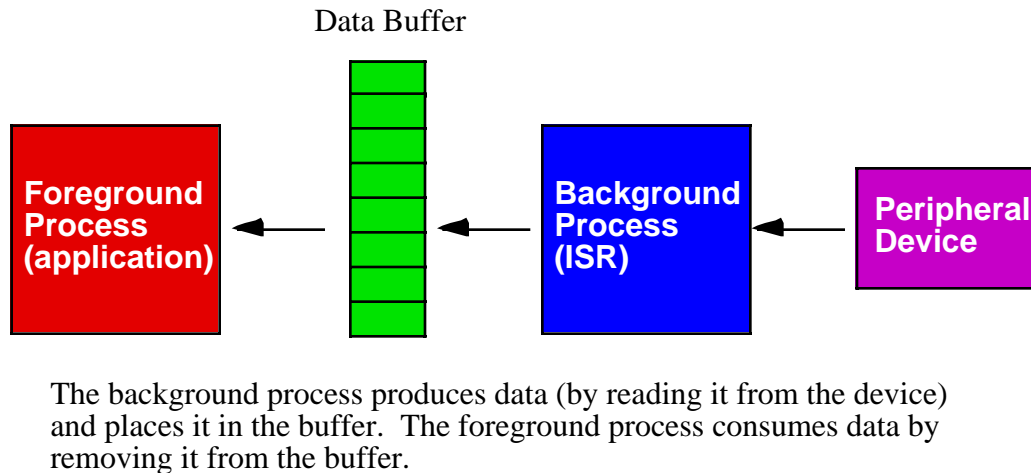 Data Buffer
Foreground
Process
(application)
Background
Process
(ISR)
Peripheral
Device
The background process produces data (by reading it from the device)
and places it in the buffer.  The foreground process consumes data by
removing it from the buffer.